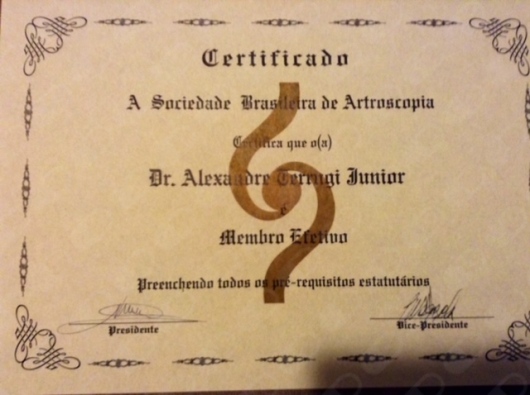 Certificado
A Sociedade Brasileira de Artroscopia
Certifica que o(a)
Dr. Alexandre Terrugi Junior
é
Membro Efetivo
Preenchendo todos os pré-requisitos estatutários
Presidente
Vice-Presidente